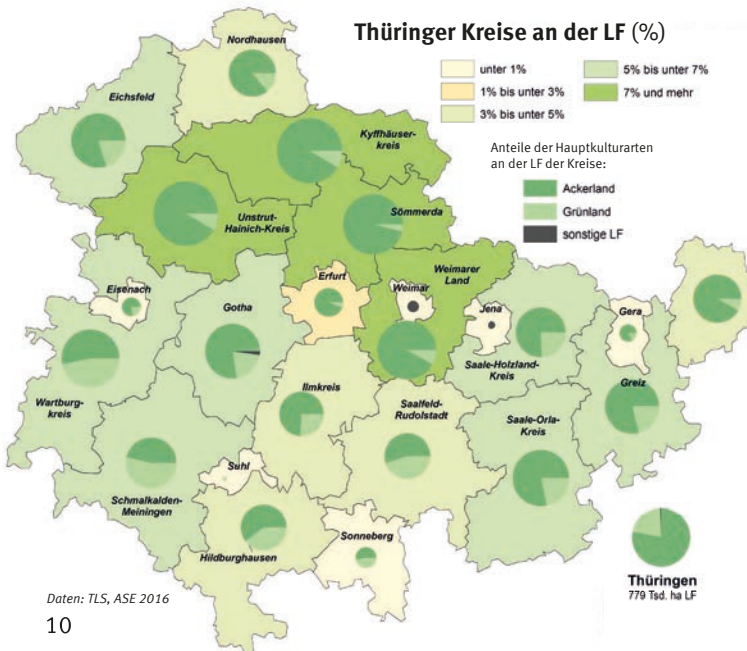 Thüringer Kreise an der LF (%)
unter 1%
1% bis unter 3%
3% bis unter 5%
5% bis unter 7%
7% und mehr
Anteile der Hauptkulturarten
an der LF der Kreise:
Ackerland
Grünland
sonstige LF
Nordhausen
Eichsfeld
Kyffhäuser-
kreis
Unstrut-
Hainich-Kreis
Sömmerda
Eisenach
Gotha
Erfurt
Weimar
Weimarer
Land
Jena
Gera
Saale-Holzland-
Kreis
Greiz
Wartburg-
kreis
Ilmkreis
Saalfeld-
Rudolstadt
Saale-Orla-
Kreis
Suhl
Schmalkalden-
Meiningen
Hildburghausen
Sonneberg
Thüringen
779 Tsd. ha LF
Daten: TLS, ASE 2016
10